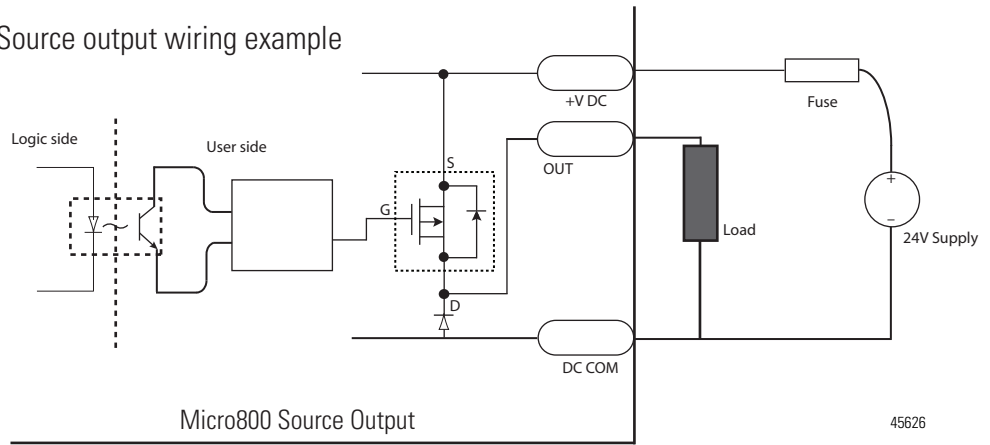 Source output wiring example
+V DC
Fuse
Logic side
User side
OUT
S
G
+
–
24V Supply
Load
D
DC COM
Micro800 Source Output
45626